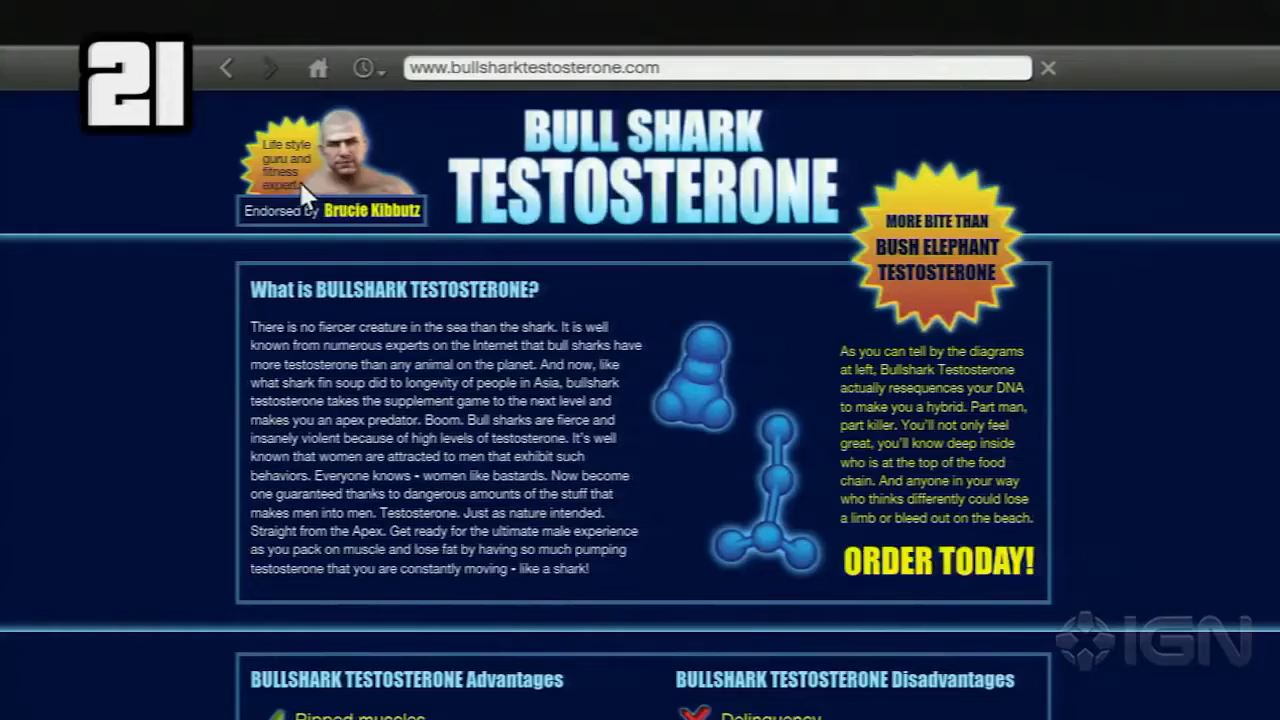 21
www.bullsharktestosterone.com
Life style
guru and
fitness
expert
Endorsed by Brucie Kibbutz
BULL SHARK
TESTOSTERONE
MORE BITE THAN
BUSH ELEPHANT
TESTOSTERONE
What is BULLSHARK TESTOSTERONE?
There is no fiercer creature in the sea than the shark. It is well
known from numerous experts on the Internet that bull sharks have
more testosterone than any animal on the planet. And now, like
what shark fin soup did to longevity of people in Asia, bullshark
testosterone takes the supplement game to the next level and
makes you an apex predator. Boom. Bull sharks are fierce and
insanely violent because of high levels of testosterone. It's well
known that women are attracted to men that exhibit such
behaviors. Everyone knows - women like bastards. Now become
one guaranteed thanks to dangerous amounts of the stuff that
makes men into men. Testosterone. Just as nature intended.
Straight from the Apex. Get ready for the ultimate male experience
as you pack on muscle and lose fat by having so much pumping
testosterone that you are constantly moving - like a shark!
As you can tell by the diagrams
at left, Bullshark Testosterone
actually resequences your DNA
to make you a hybrid. Part man,
part killer. You'll not only feel
great, you'll know deep inside
who is at the top of the food
chain. And anyone in your way
who thinks differently could lose
a limb or bleed out on the beach.
ORDER TODAY!
IGN
BULLSHARK TESTOSTERONE Advantages
Ripped muscles
BULLSHARK TESTOSTERONE Disadvantages
Delinquency